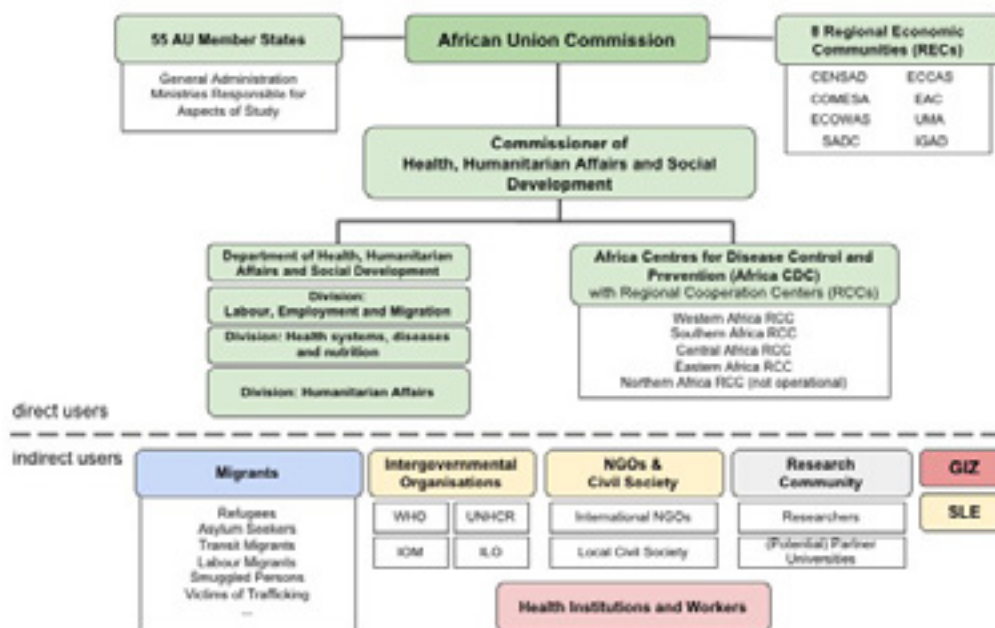 55 AU Member States
General Administration
Ministries Responsible for
Aspects of Study
African Union Commission
8 Regional Economic
Communities (RECs)
CENSAD ECCAS
COMESA EAC
ECOWAS UMA
SADC IGAD
Commissioner of
Health, Humanitarian Affairs and Social
Development
Department of Health, Humanitarian
Affairs and Social Development
Division:
Labour, Employment and Migration
Division: Health systems, diseases
and nutrition
Division: Humanitarian Affairs
Africa Centres for Disease Control and
Prevention (Africa CDC)
with Regional Cooperation Centers (RCCs)
Western Africa RCC
Southern Africa RCC
Central Africa RCC
Eastern Africa RCC
Northern Africa RCC (not operational)
direct users
indirect users
Migrants
Refugees
Asylum Seekers
Transit Migrants
Labour Migrants
Smuggled Persons
Victims of Trafficking
...
Intergovernmental
Organisations
WHO UNHCR
IOM ILO
NGOs &
Civil Society
International NGOs
Local Civil Society
Research
Community
Researchers
(Potential) Partner
Universities
GIZ
SLE
Health Institutions and Workers